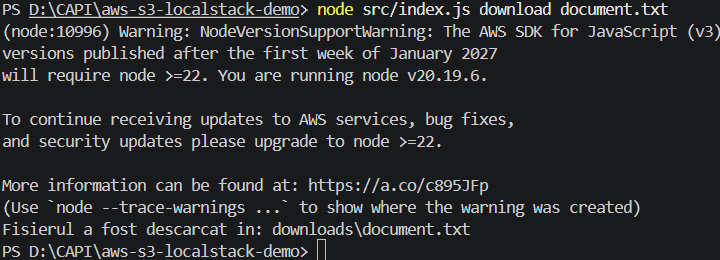 PS D:\CAPI\aws-s3-localstack-demo> node src/index.js download document.txt
(node:10996) Warning: NodeVersionSupportWarning: The AWS SDK for JavaScript (v3)
versions published after the first week of January 2027
will require node >=22. You are running node v20.19.6.

To continue receiving updates to AWS services, bug fixes,
and security updates please upgrade to node >=22.

More information can be found at: https://a.co/c895JFp
(Use `node --trace-warnings ...` to show where the warning was created)
Fisierul a fost descarcat in: downloads\document.txt
PS D:\CAPI\aws-s3-localstack-demo>